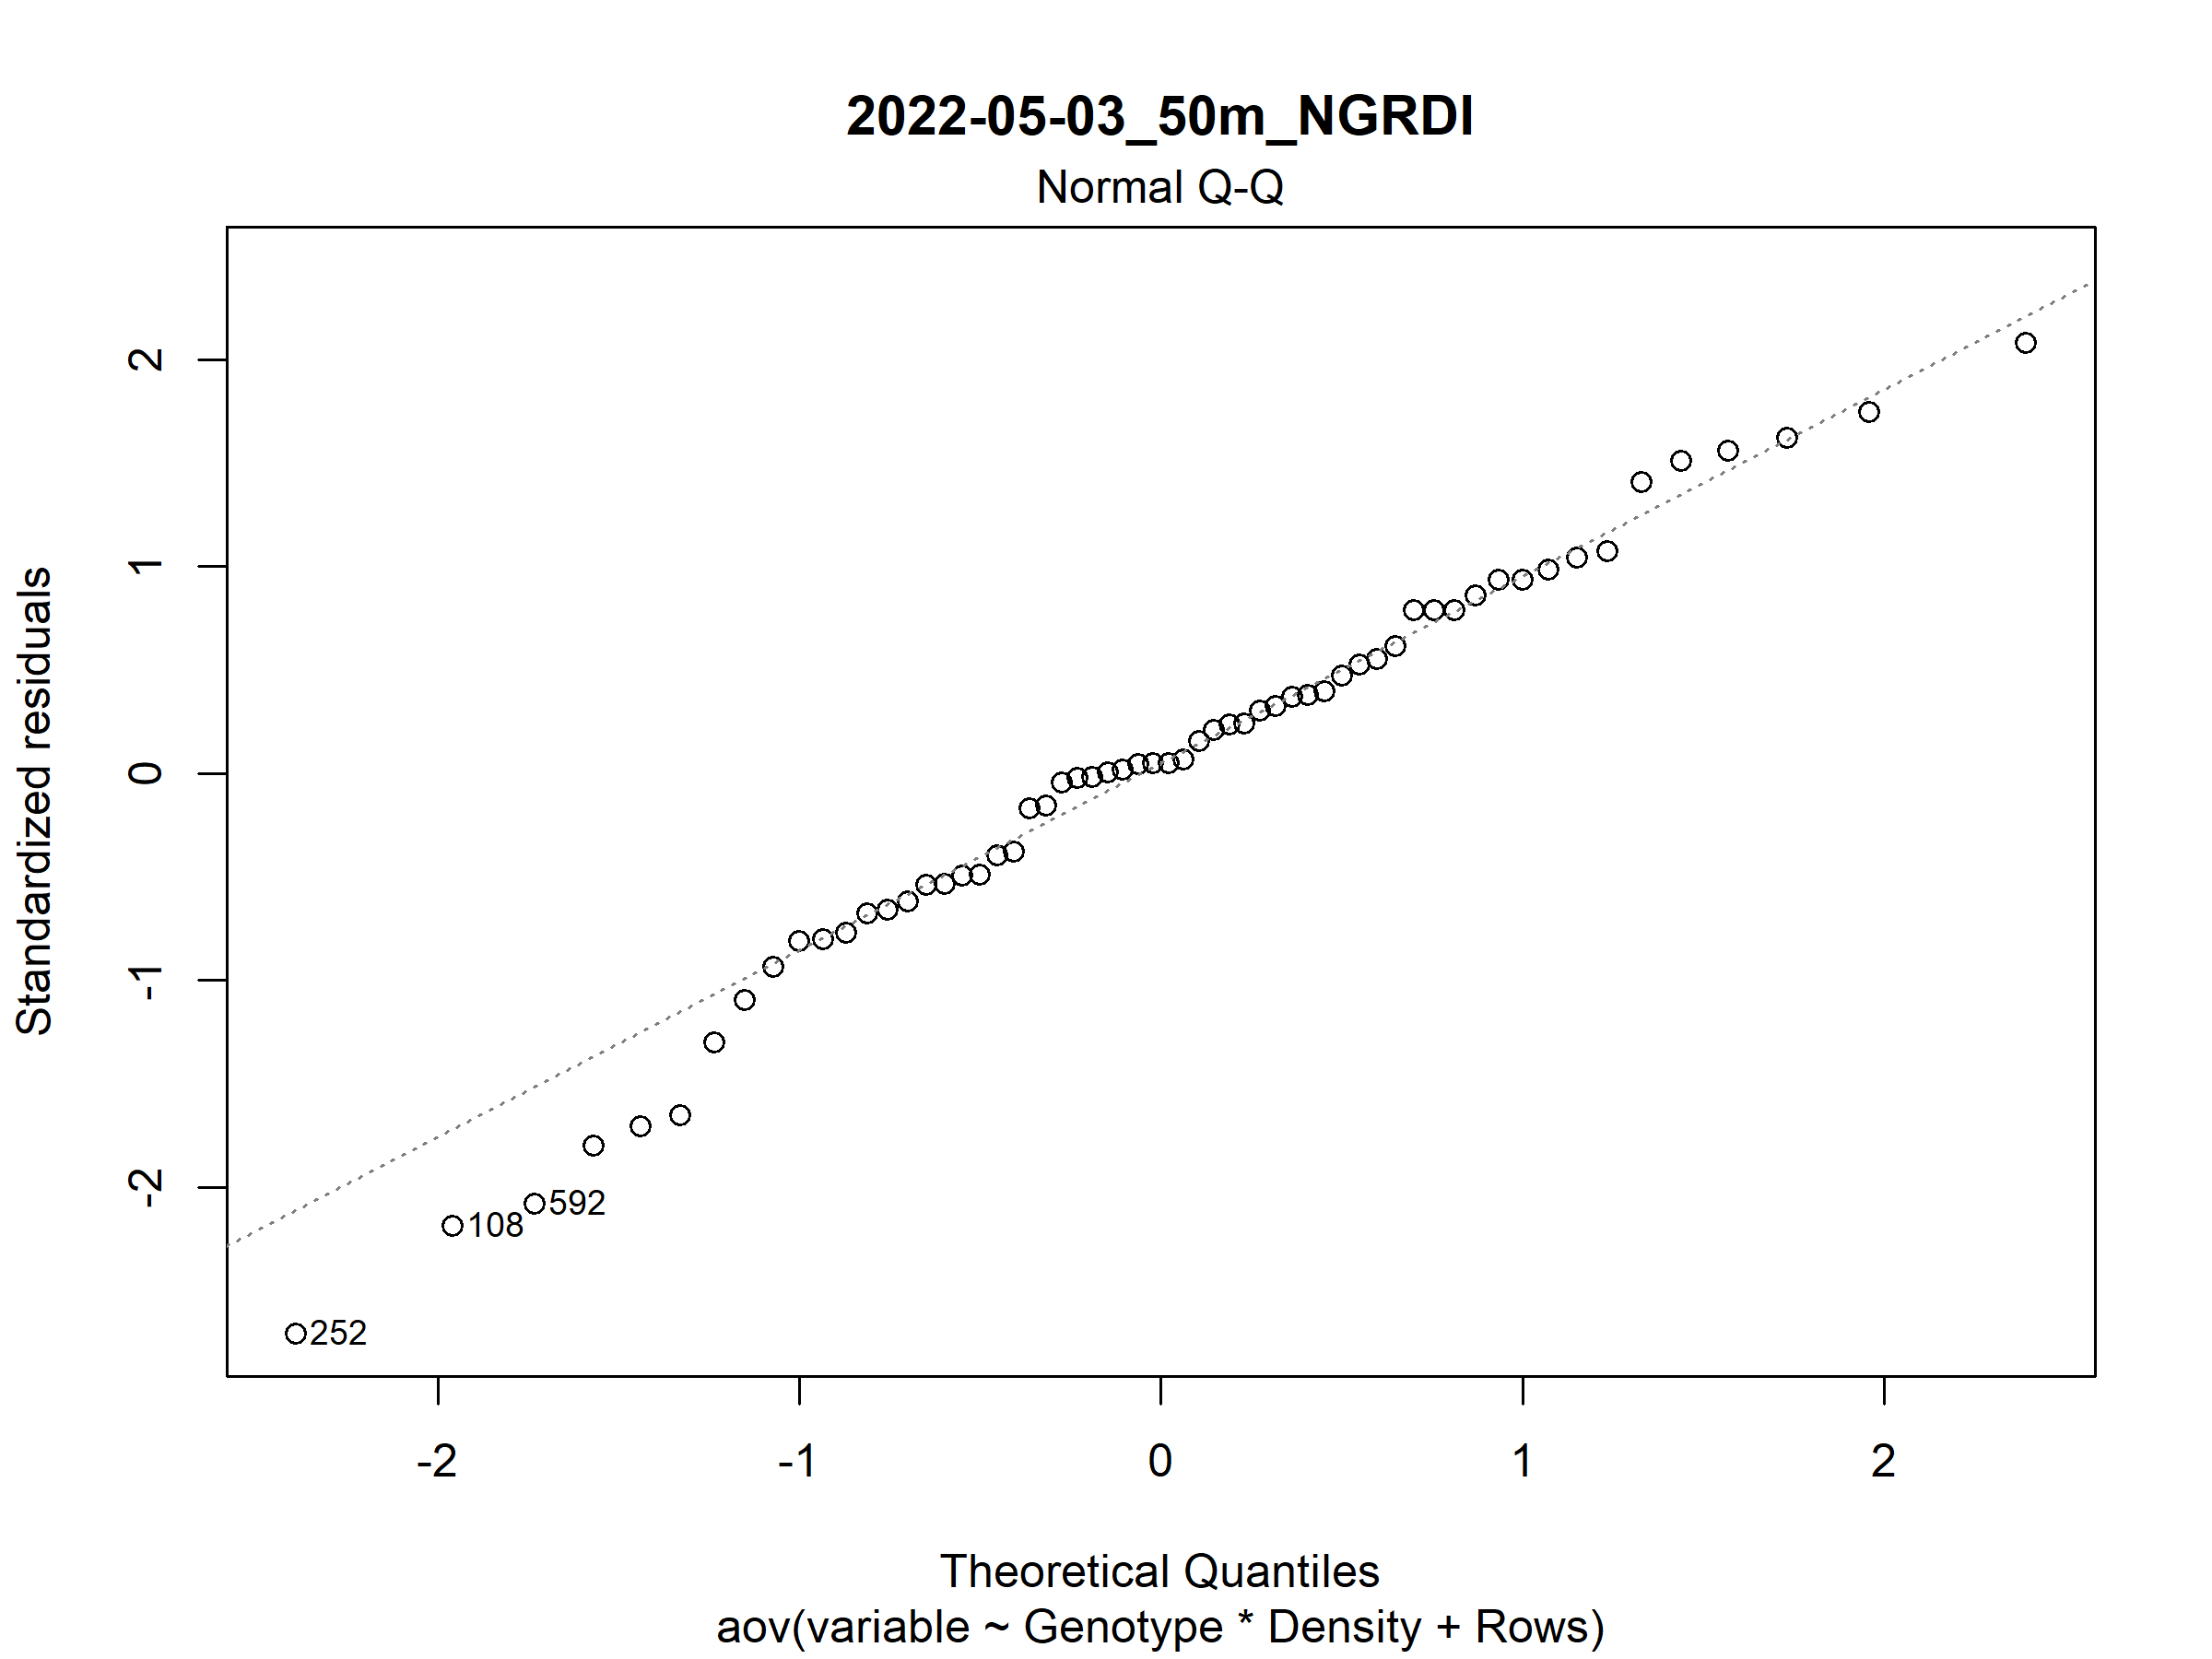 2022-05-03_50m_NGRDI
Normal Q-Q
Standardized residuals
2
1
0
-1
-2
592
108
252
-2
-1
0
1
2
Theoretical Quantiles
aov(variable ~ Genotype * Density + Rows)